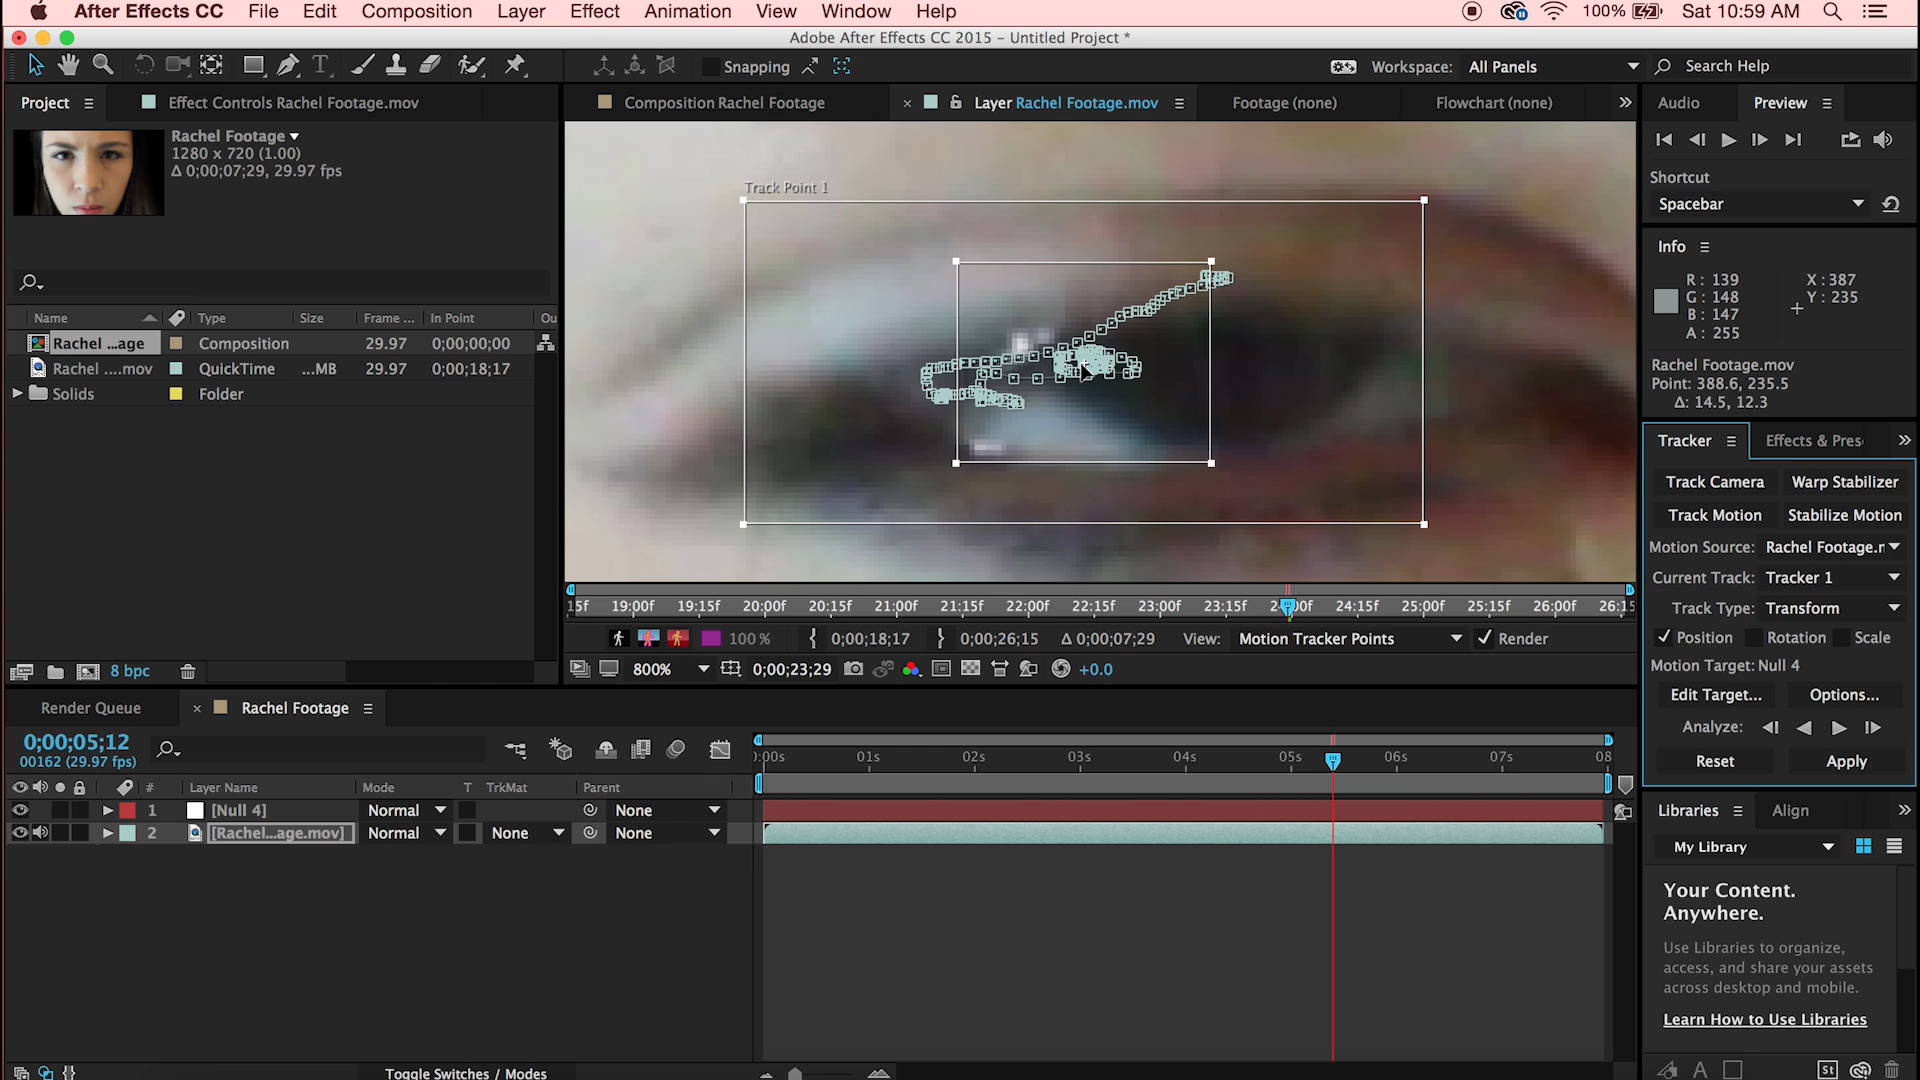 After Effects CC File Edit Composition Layer Effect Animation View Window Help 100% Sat 10:59 AM
Adobe After Effects CC 2015 - Untitled Project *
Snapping Workspace: All Panels Search Help
Project Effect Controls Rachel Footage.mov Composition Rachel Footage × Layer Rachel Footage.mov Footage (none) Flowchart (none) » Audio Preview
Rachel Footage
1280 x 720 (1.00)
Δ 0;00;07;29, 29.97 fps
Name Type Size Frame ... In Point Ou
Rachel ...age Composition 29.97 0;00;00;00
Rachel ....mov QuickTime ...MB 29.97 0;00;18;17
Solids Folder
8 bpc
Track Point 1
15f 19:00f 19:15f 20:00f 20:15f 21:00f 21:15f 22:00f 22:15f 23:00f 23:15f 24:15f 25:00f 25:15f 26:00f 26:15
100 % 0;00;18;17 0;00;26;15 Δ 0;00;07;29 View: Motion Tracker Points Render
800% 0;00;23;29 +0.0
Shortcut
Spacebar
Info
R : 139 X : 387
G : 148 Y : 235
B : 147
A : 255
Rachel Footage.mov
Point: 388.6, 235.5
Δ: 14.5, 12.3
Tracker Effects & Pres »
Track Camera Warp Stabilizer
Track Motion Stabilize Motion
Motion Source: Rachel Footage.r
Current Track: Tracker 1
Track Type: Transform
Position Rotation Scale
Motion Target: Null 4
Edit Target... Options...
Analyze:
Reset Apply
Libraries Align »
My Library
Your Content.
Anywhere.
Use Libraries to organize,
access, and share your assets
across desktop and mobile.
Learn How to Use Libraries
St
Render Queue × Rachel Footage
0;00;05;12
00162 (29.97 fps)
# Layer Name Mode T TrkMat Parent
1 [Null 4] Normal None
2 [Rachel...age.mov] Normal None None
:00s 01s 02s 03s 04s 05s 06s 07s 08
Toggle Switches / Modes